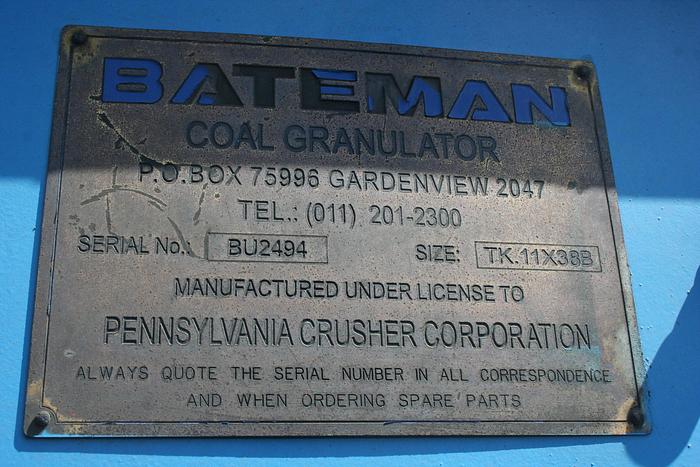 BATEMAN
COAL GRANULATOR
P.O.BOX 75996 GARDENVIEW 2047
TEL.: (011) 201-2300
SERIAL No.: BU2494 SIZE: TK.11X38B
MANUFACTURED UNDER LICENSE TO
PENNSYLVANIA CRUSHER CORPORATION
ALWAYS QUOTE THE SERIAL NUMBER IN ALL CORRESPONDENCE
AND WHEN ORDERING SPARE PARTS